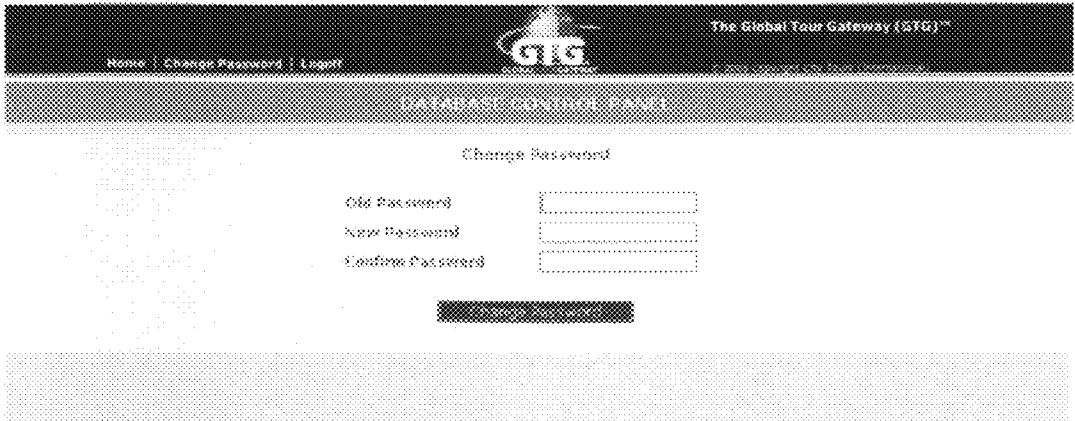 The Global Tour Gateway (GTG)™
GTG
Home | Change Password | Logoff
DATABASE CONTROL PANEL
Change Password
Old Password
New Password
Confirm Password
Change Password